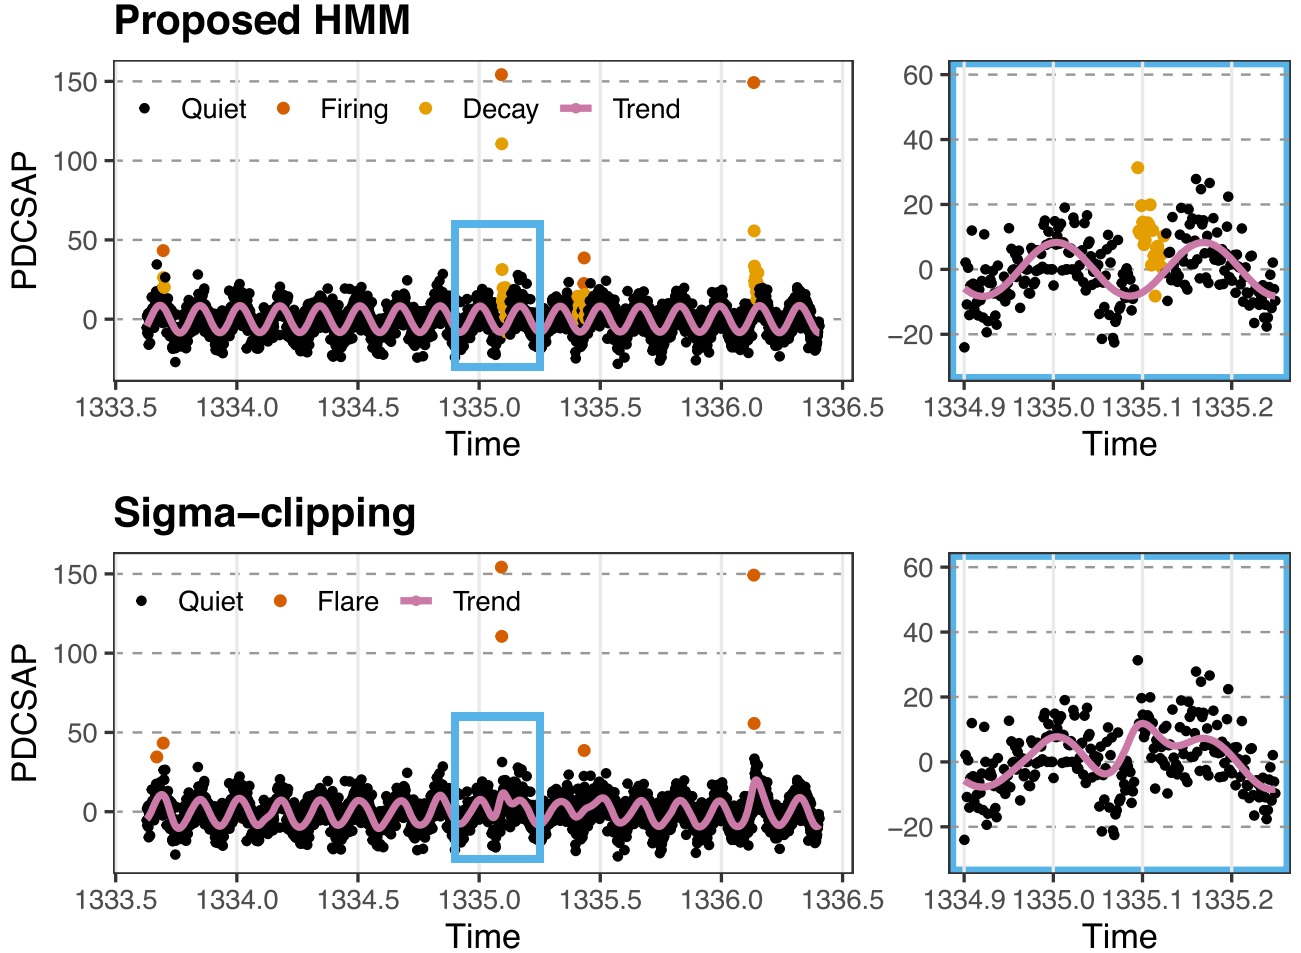 Proposed HMM
150
100
50
0
PDCSAP
Quiet Firing Decay Trend
1333.5 1334.0 1334.5 1335.0 1335.5 1336.0 1336.5
Time
60
40
20
0
−20
1334.9 1335.0 1335.1 1335.2
Time
Sigma−clipping
150
100
50
0
PDCSAP
Quiet Flare Trend
1333.5 1334.0 1334.5 1335.0 1335.5 1336.0 1336.5
Time
60
40
20
0
−20
1334.9 1335.0 1335.1 1335.2
Time